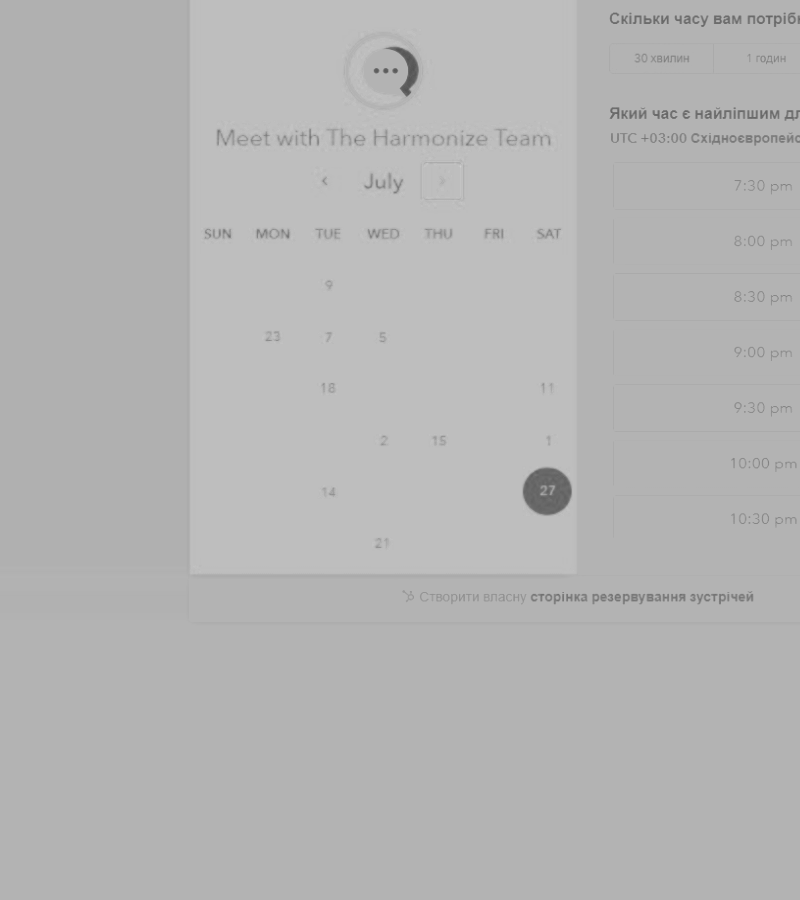 Meet with The Harmonize Team
July
SUN MON TUE WED THU FRI SAT
9
23 7 5
18 11
2 15 1
14 27
21
Скільки часу вам
30 хвилин 1 годин
Який час є найліпшим
UTC +03:00
7:30 pm
8:00 pm
8:30 pm
9:00 pm
9:30 pm
10:00 pm
10:30 pm
Створити власну сторінка резервування зустрічей